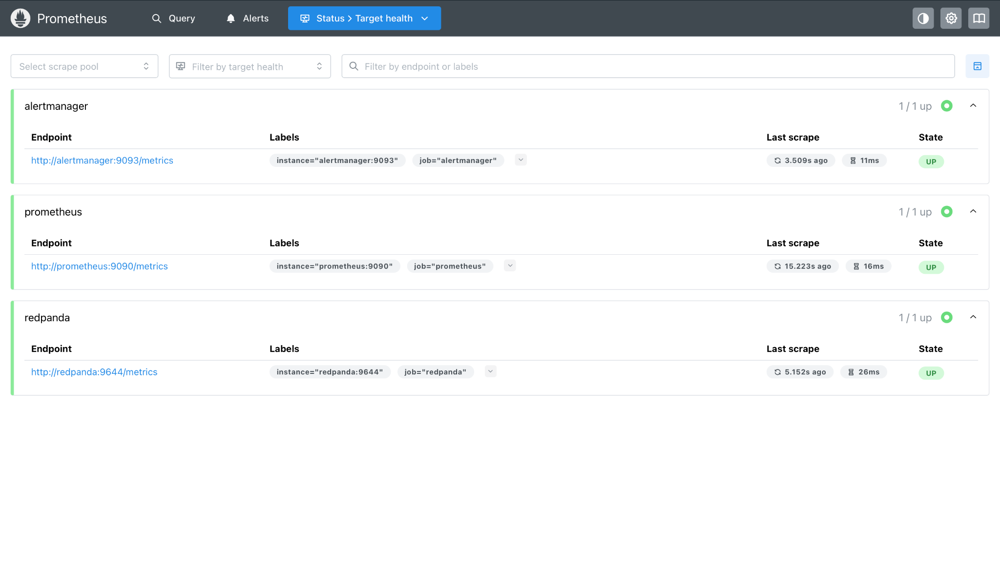 Prometheus Query Alerts Status > Target health
Select scrape pool Filter by target health Filter by endpoint or labels
alertmanager 1 / 1 up
Endpoint Labels Last scrape State
http://alertmanager:9093/metrics instance="alertmanager:9093" job="alertmanager" 3.509s ago 11ms UP
prometheus 1 / 1 up
Endpoint Labels Last scrape State
http://prometheus:9090/metrics instance="prometheus:9090" job="prometheus" 15.223s ago 16ms UP
redpanda 1 / 1 up
Endpoint Labels Last scrape State
http://redpanda:9644/metrics instance="redpanda:9644" job="redpanda" 5.152s ago 26ms UP